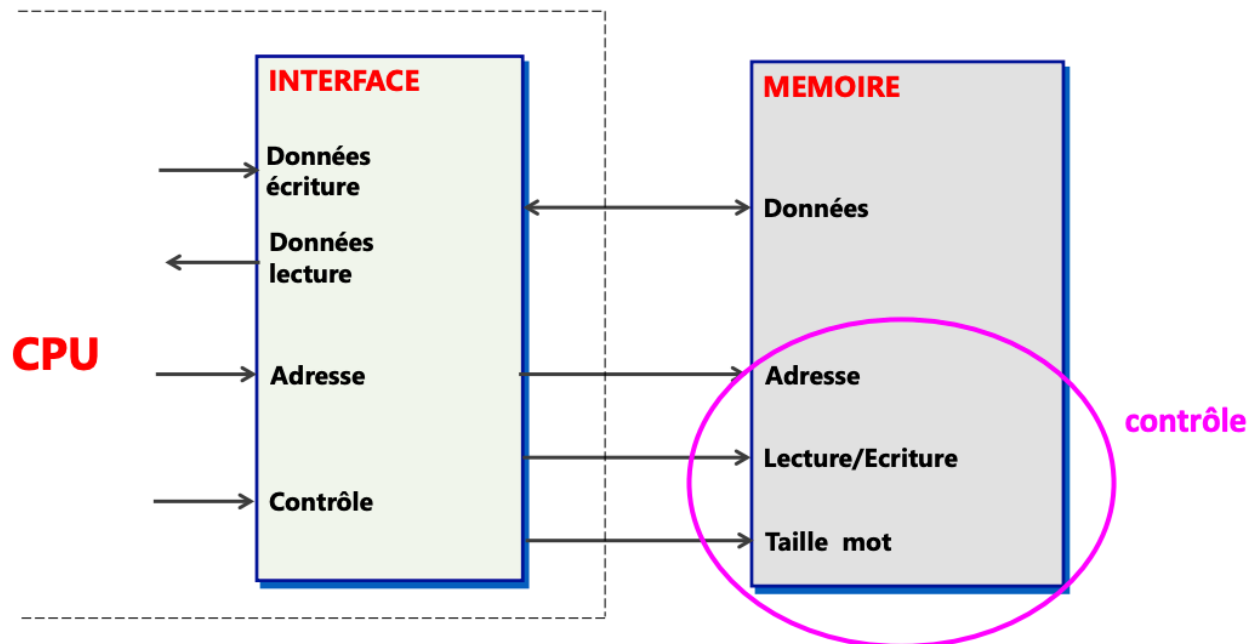 INTERFACE
Données
écriture
Données
lecture
CPU
Adresse
Contrôle
MEMOIRE
Données
Adresse
Lecture/Ecriture
Taille mot
contrôle